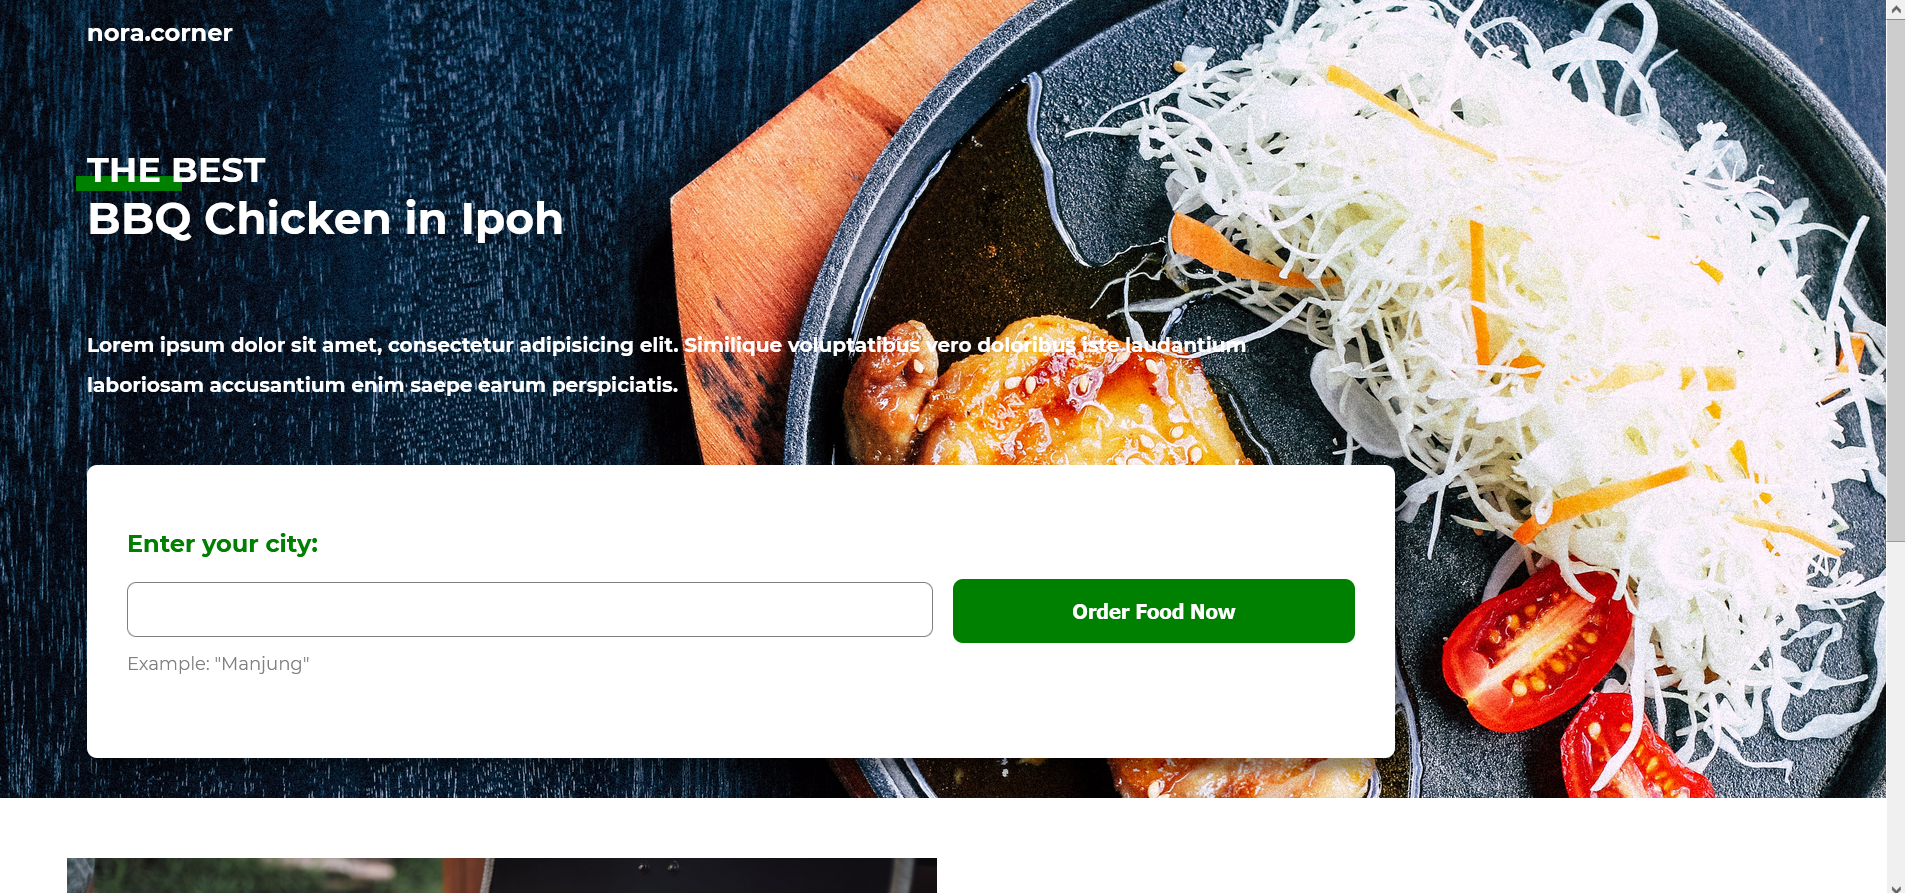 nora.corner
THE BEST
BBQ Chicken in Ipoh
Lorem ipsum dolor sit amet, consectetur adipisicing elit. Similique voluptatibus vero doloribus iste laudantium
laboriosam accusantium enim saepe earum perspiciatis.
Enter your city:
Order Food Now
Example: "Manjung"